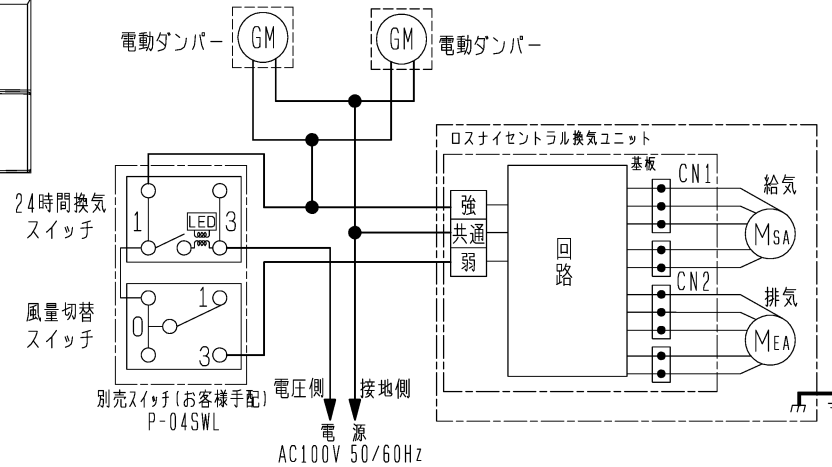 電動ダンパー
GM
GM
電動ダンパー
ロスナイセントラル換気ユニット
基板
CN1
給気
24時間換気
スイッチ
1
LED
3
強
共通
弱
回路
MSA
CN2
排気
風量切替
スイッチ
0
1
3
MEA
別売スイッチ(お客様手配)
P-04SWL
電圧側
接地側
電 源
AC100V 50/60Hz